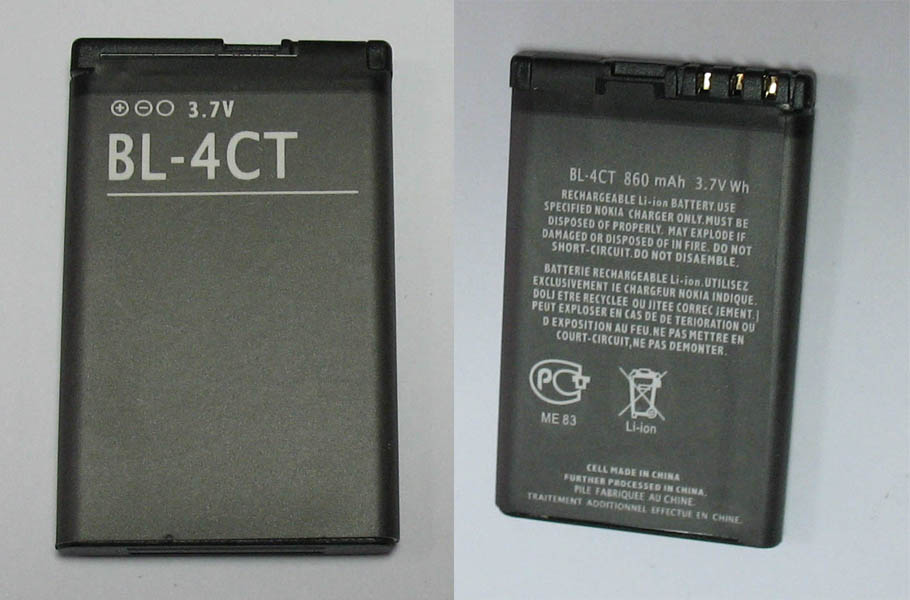 3.7V
BL-4CT
BL-4CT 860 mAh 3.7V Wh
RECHARGEABLE Li-ion BATTERY.USE
SPECIFIED NOKIA CHARGER ONLY.MUST BE
DISPOSED OF PROPERLY. MAY EXPLODE IF
DAMAGED OR DISPOSED OF IN FIRE. DO NOT
SHORT-CIRCUIT.DO NOT DISAEMBLE.
BATTERIE RECHARGEABLE Li-ion.UTILISEZ
EXCLUSIVEMENT IE CHARGEUR NOKIA INDIQUE.
DOLJ ETRE RECYCLEE OU JITEE CORREC JEMENT.J
PEUT EXPLOSER EN CAS DE DE TERIORATION OU
D EXPOSITION AU FEU.NE PAS METTRE EN
COURT-CIRCUIT,NE PAS DEMONTER.
PCT
ME 83
Li-ion
CELL MADE IN CHINA
FURTHER PROCESSED IN CHINA.
PILE FABRIQUEE AU CHINE.
TRAITEMENT ADDITIONNEL EFFECTUE EN CHINE.